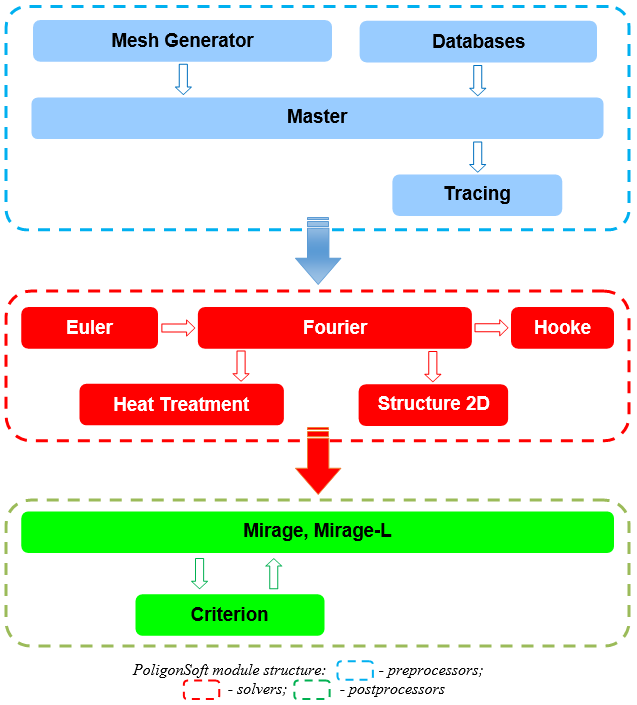 Mesh Generator
Databases
Master
Tracing
Euler
Fourier
Hooke
Heat Treatment
Structure 2D
Mirage, Mirage-L
Criterion
PoligonSoft module structure: - preprocessors;
- solvers; - postprocessors